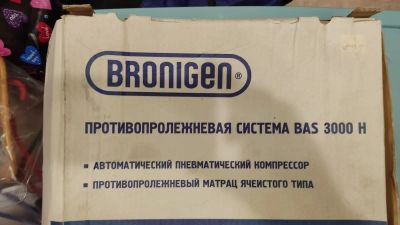 BRONIGEN®
ПРОТИВОПРОЛЕЖНЕВАЯ СИСТЕМА BAS 3000 H
▪ АВТОМАТИЧЕСКИЙ ПНЕВМАТИЧЕСКИЙ КОМПРЕССОР
▪ ПРОТИВОПРОЛЕЖНЕВЫЙ МАТРАЦ ЯЧЕИСТОГО ТИПА